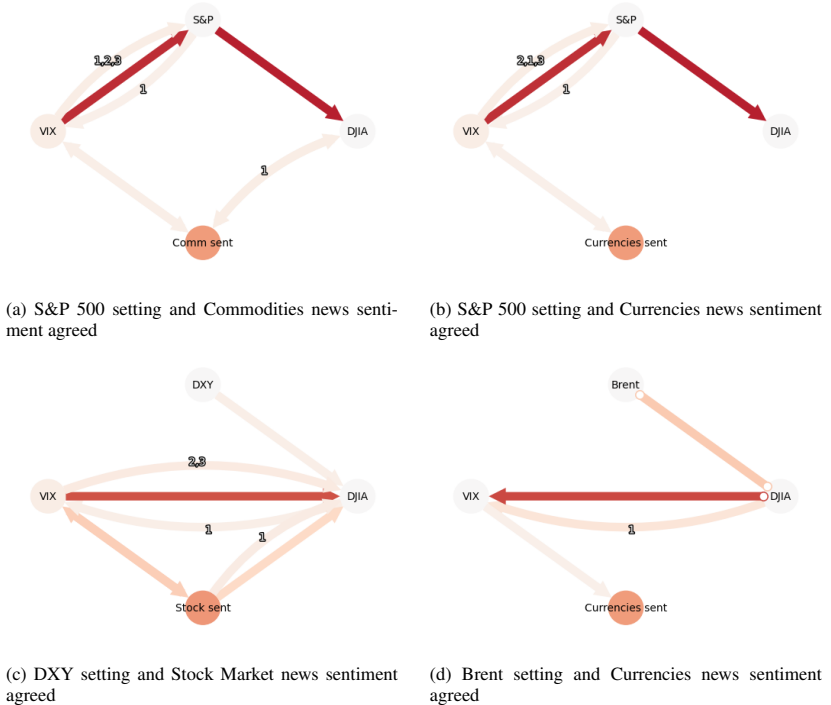 S&P
1,2,3
1
VIX
DJIA
1
Comm sent
(a) S&P 500 setting and Commodities news senti-
ment agreed
S&P
2,1,3
1
VIX
DJIA
Currencies sent
(b) S&P 500 setting and Currencies news sentiment
agreed
DXY
2,3
VIX
DJIA
1
1
Stock sent
(c) DXY setting and Stock Market news sentiment
agreed
Brent
VIX
DJIA
1
Currencies sent
(d) Brent setting and Currencies news sentiment
agreed